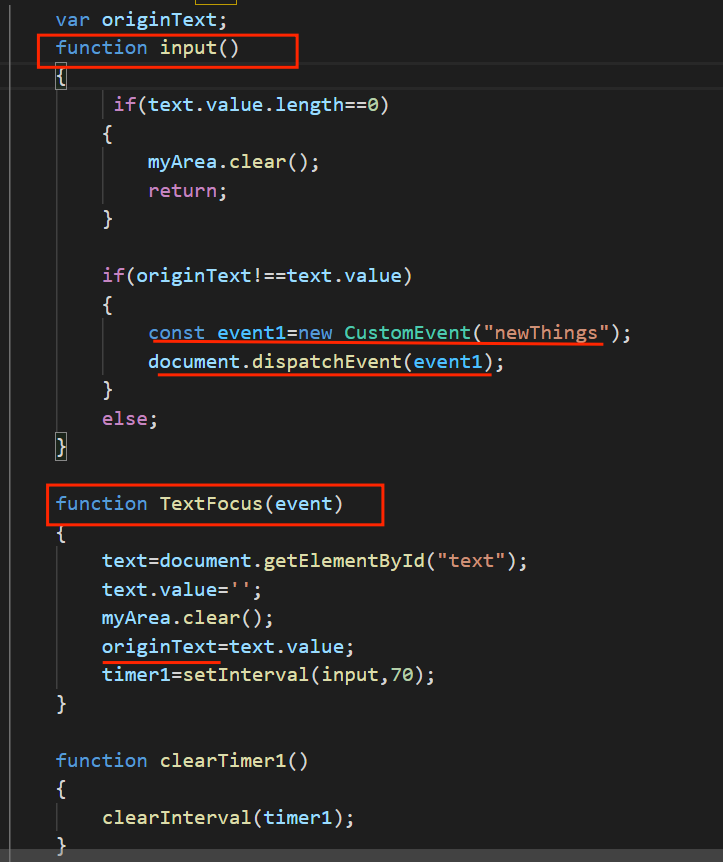 var originText;
function input()
{
if(text.value.length==0)
{
myArea.clear();
return;
}
if(originText!==text.value)
{
const event1=new CustomEvent("newThings");
document.dispatchEvent(event1);
}
else;
}
function TextFocus(event)
{
text=document.getElementById("text");
text.value='';
myArea.clear();
originText=text.value;
timer1=setInterval(input,70);
}
function clearTimer1()
{
clearInterval(timer1);
}